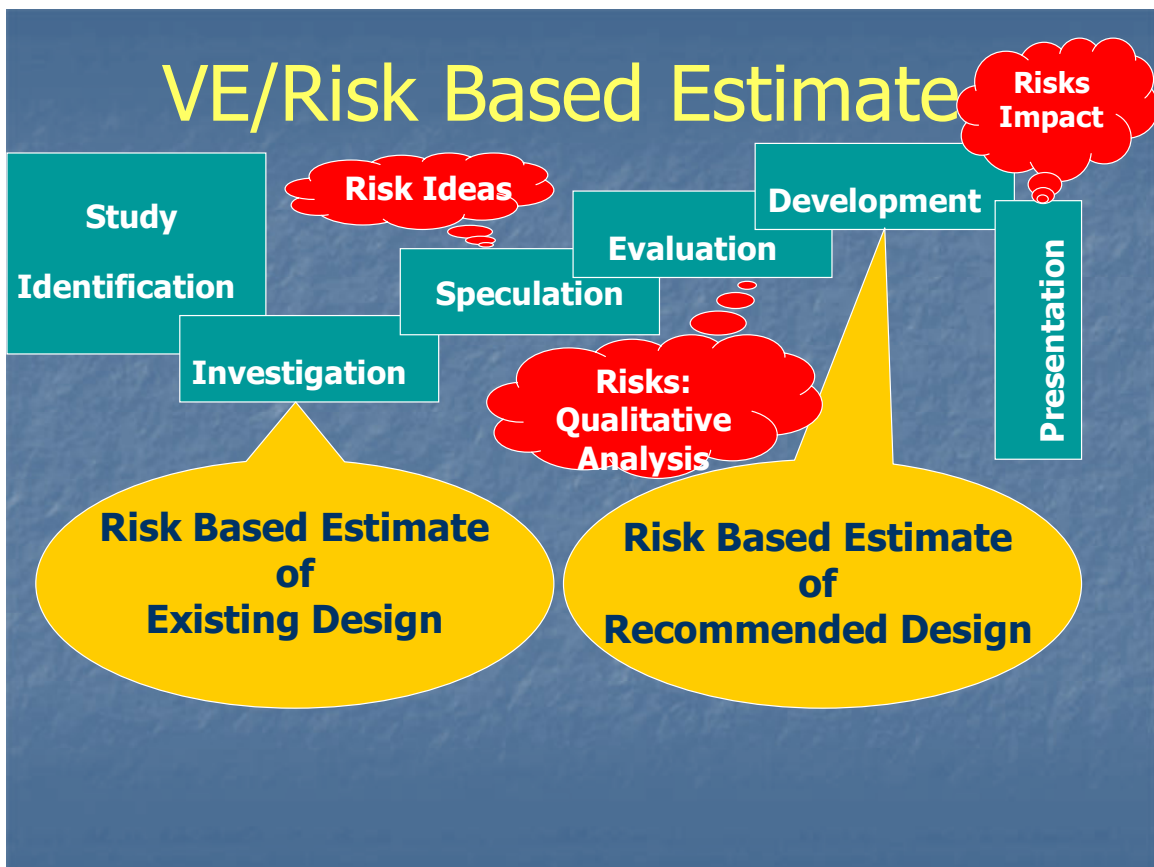 VE/Risk Based Estimate
Risks
Impact
Study
Identification
Risk Ideas
Investigation
Speculation
Evaluation
Development
Presentation
Risks:
Qualitative
Analysis
Risk Based Estimate
of
Existing Design
Risk Based Estimate
of
Recommended Design